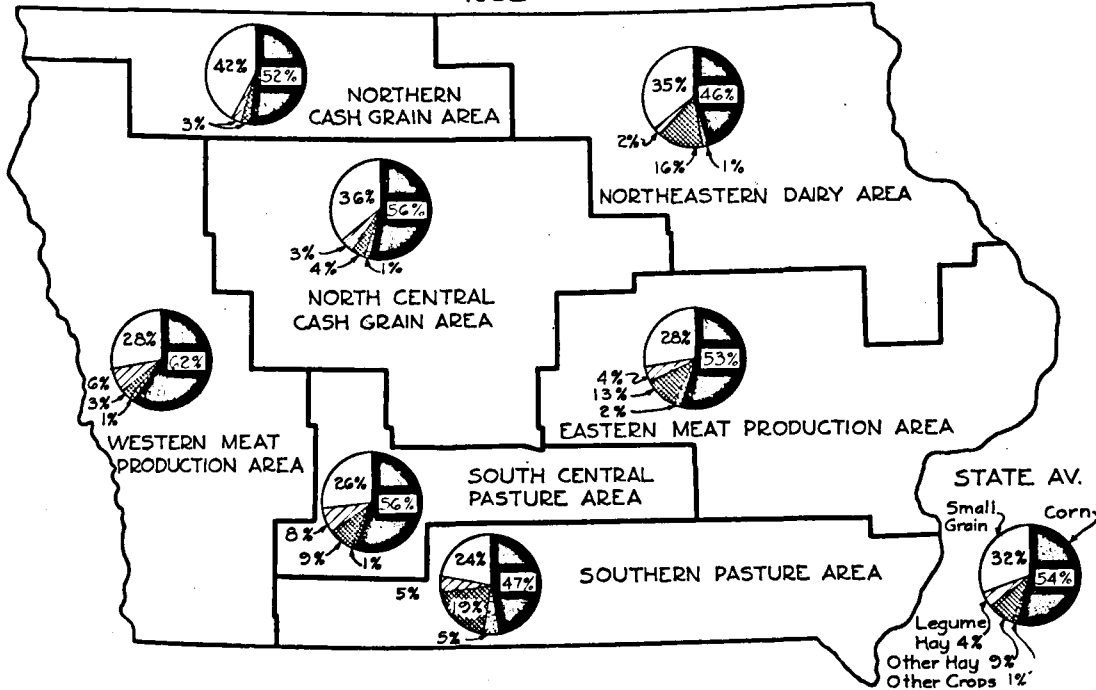 42%
52%
3%
NORTHERN
CASH GRAIN AREA
35%
46%
2%
16%
1%
NORTHEASTERN DAIRY AREA
36%
56%
3%
4%
1%
NORTH CENTRAL
CASH GRAIN AREA
28%
62%
6%
3%
1%
WESTERN MEAT
PRODUCTION AREA
28%
53%
4%
13%
2%
EASTERN MEAT PRODUCTION AREA
26%
56%
8%
9%
1%
SOUTH CENTRAL
PASTURE AREA
24%
47%
5%
19%
5%
SOUTHERN PASTURE AREA
STATE AV.
Small
Grain
Corn
32%
54%
Legume
Hay 4%
Other Hay 9%
Other Crops 1%